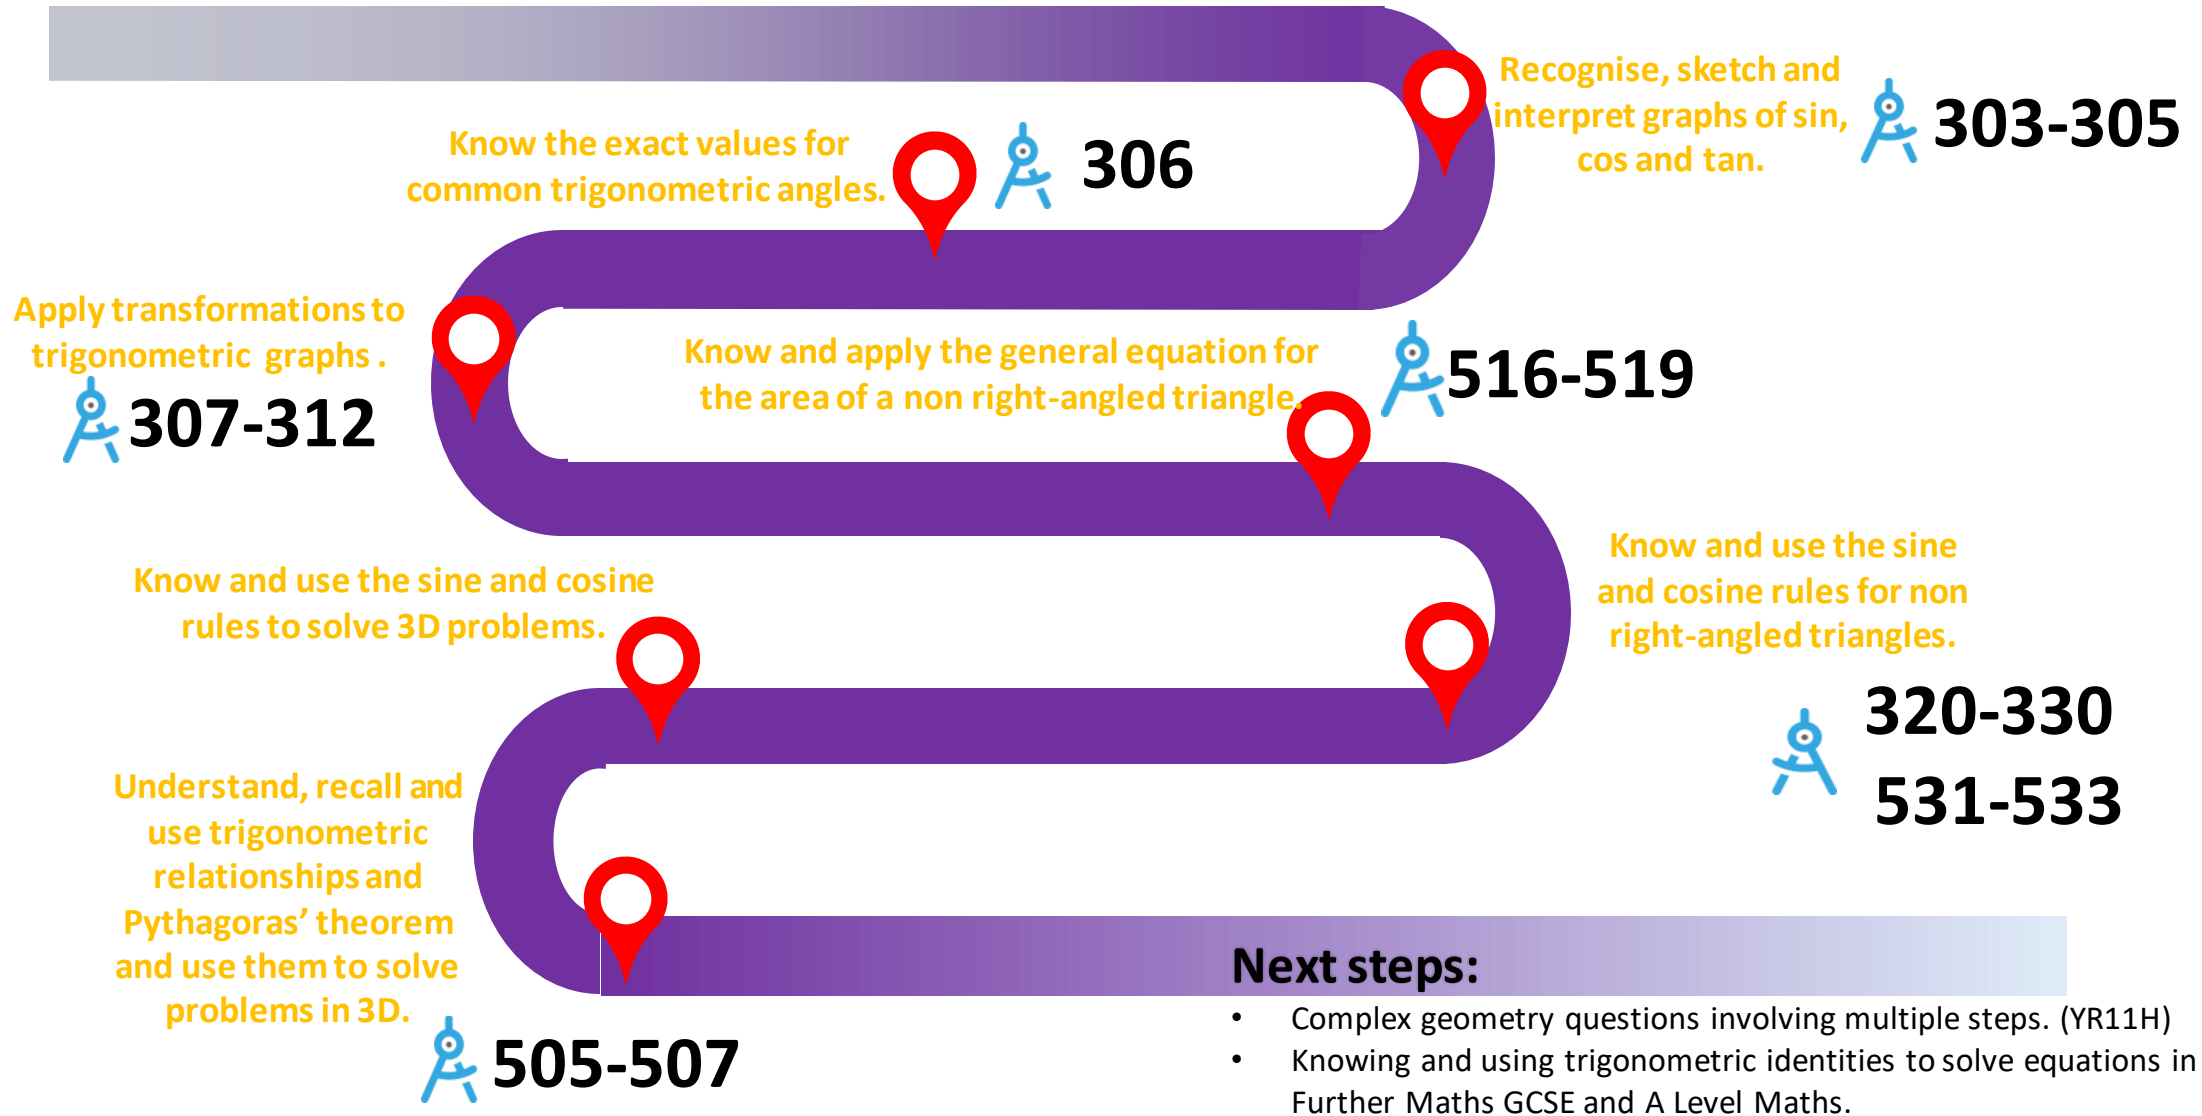 Recognise, sketch and
interpret graphs of sin,
cos and tan.
303-305
Know the exact values for
common trigonometric angles.
306
Apply transformations to
trigonometric graphs .
307-312
Know and apply the general equation for
the area of a non right-angled triangle.
516-519
Know and use the sine
and cosine rules for non
right-angled triangles.
320-330
531-533
Know and use the sine and cosine
rules to solve 3D problems.
Understand, recall and
use trigonometric
relationships and
Pythagoras’ theorem
and use them to solve
problems in 3D.
505-507
Next steps:
• Complex geometry questions involving multiple steps. (YR11H)
• Knowing and using trigonometric identities to solve equations in
Further Maths GCSE and A Level Maths.